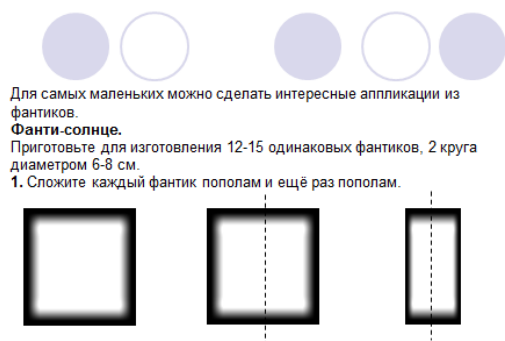 Для самых маленьких можно сделать интересные аппликации из
фантиков.
Фанти-солнце.
Приготовьте для изготовления 12-15 одинаковых фантиков, 2 круга
диаметром 6-8 см.
1. Сложите каждый фантик пополам и ещё раз пополам.